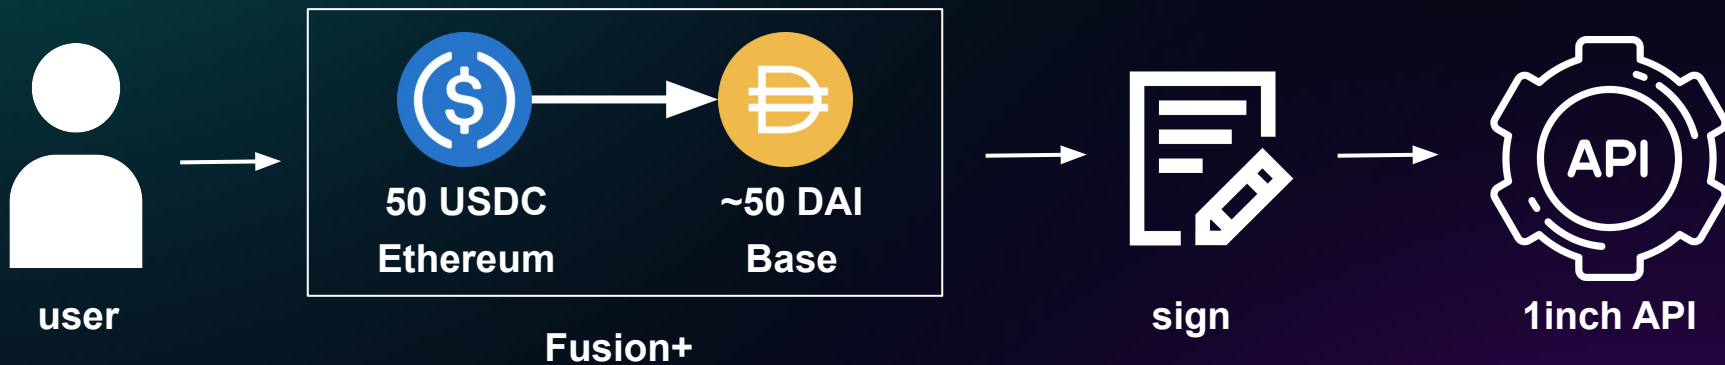 $
API
50 USDC
~50 DAI
Ethereum
Base
user
sign
1inch API
Fusion+